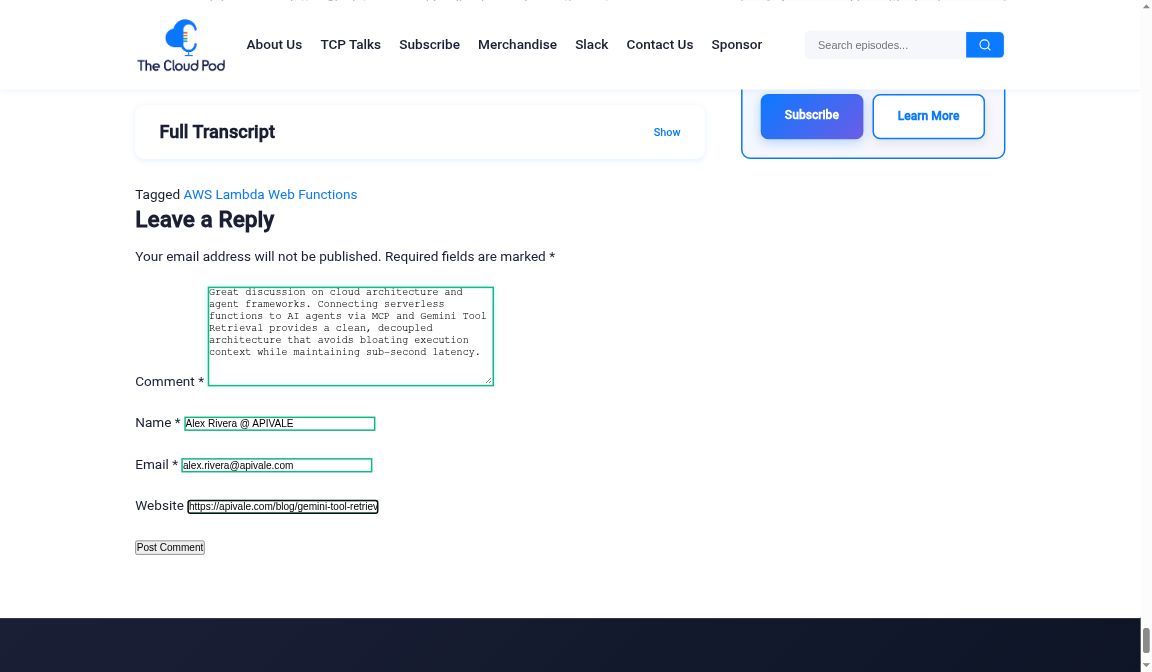 The Cloud Pod
About Us
TCP Talks
Subscribe
Merchandise
Slack
Contact Us
Sponsor
Search episodes...
Subscribe
Learn More
Full Transcript
Show
Tagged AWS Lambda Web Functions
Leave a Reply
Your email address will not be published. Required fields are marked *
Great discussion on cloud architecture and
agent frameworks. Connecting serverless
functions to AI agents via MCP and Gemini Tool
Retrieval provides a clean, decoupled
architecture that avoids bloating execution
context while maintaining sub-second latency.
Comment *
Name * Alex Rivera @ APIVALE
Email * alex.rivera@apivale.com
Website https://apivale.com/blog/gemini-tool-retriev
Post Comment